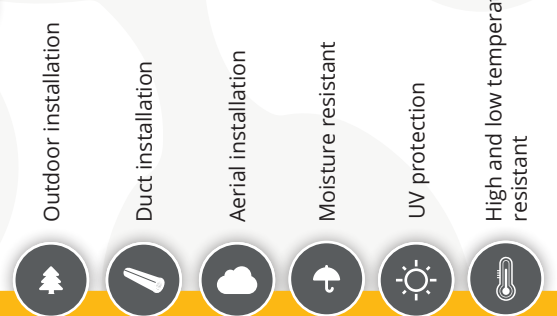 Outdoor installation
Duct installation
Aerial installation
Moisture resistant
UV protection
High and low
resistant